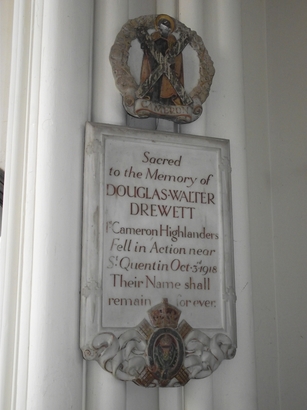 CAMERON
Sacred
to the Memory of
DOUGLAS·WALTER
DREWETT
1st Cameron Highlanders
Fell in Action near
St Quentin Oct. 3rd 1918
Their Name shall
remain for ever.